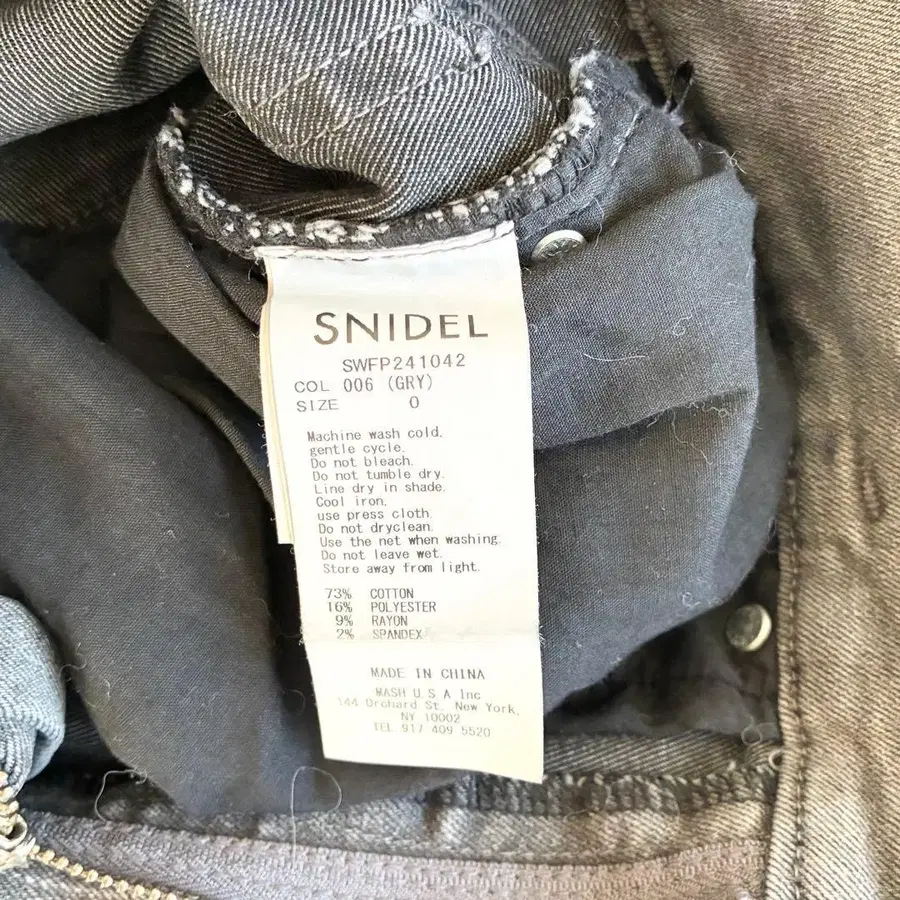 SNIDEL
SWFP241042
COL 006 (GRY)
SIZE 0
Machine wash cold,
gentle cycle.
Do not bleach.
Do not tumble dry.
Line dry in shade.
Cool iron,
use press cloth.
Do not dryclean.
Use the net when washing.
Do not leave wet.
Store away from light.
73% COTTON
16% POLYESTER
9% RAYON
2% SPANDEX
MADE IN CHINA
MASH U.S.A Inc
144 Orchard St. New York,
NY 10002
TEL 917 409 5520